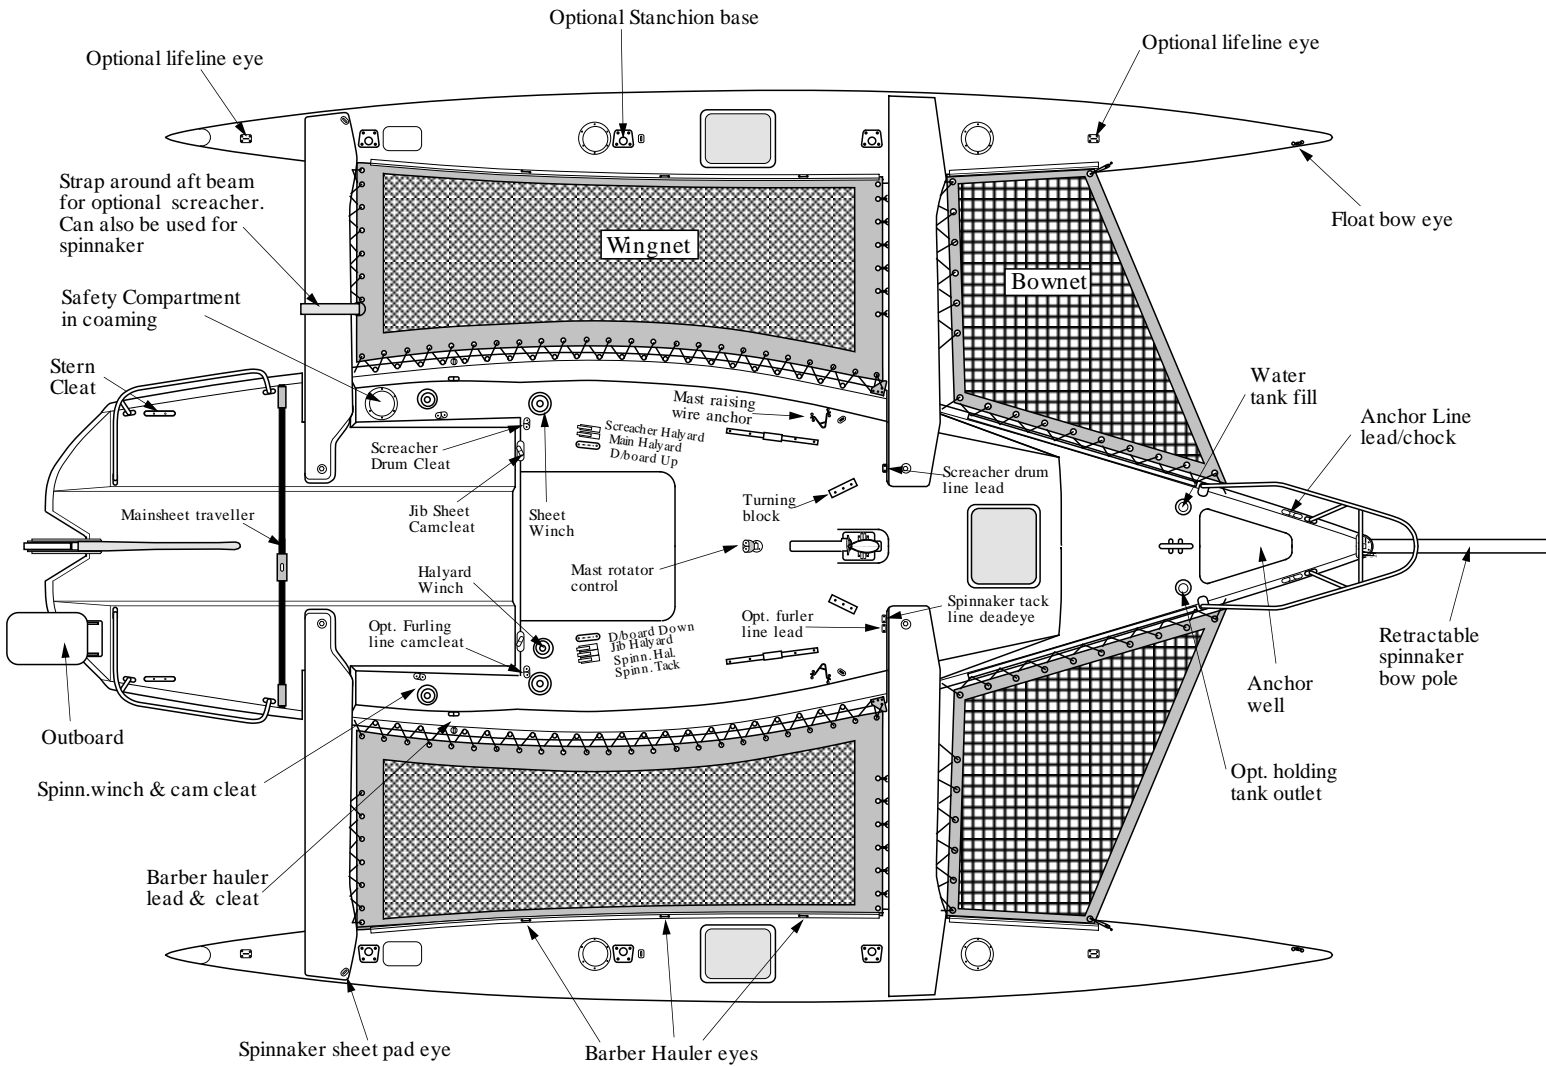 Optional Stanchion base
Optional lifeline eye
Optional lifeline eye
Strap around aft beam
for optional screacher.
Can also be used for
spinnaker
Float bow eye
Wingnet
Bownet
Safety Compartment
in coaming
Stern
Cleat
Water
tank fill
Mast raising
wire anchor
Anchor Line
lead/chock
Screacher
Drum Cleat
Screacher Halyard
Main Halyard
D/board Up
Screacher drum
line lead
Mainsheet traveller
Jib Sheet
Camcleat
Sheet
Winch
Turning
block
Halyard
Winch
Mast rotator
control
Opt. Furling
line camcleat
D/board Down
Jib Halyard
Spinn. Hal.
Spinn. Tack
Opt. furler
line lead
Spinnaker tack
line deadeye
Retractable
spinnaker
bow pole
Anchor
well
Outboard
Spinn.winch & cam cleat
Opt. holding
tank outlet
Barber hauler
lead & cleat
Spinnaker sheet pad eye
Barber Hauler eyes